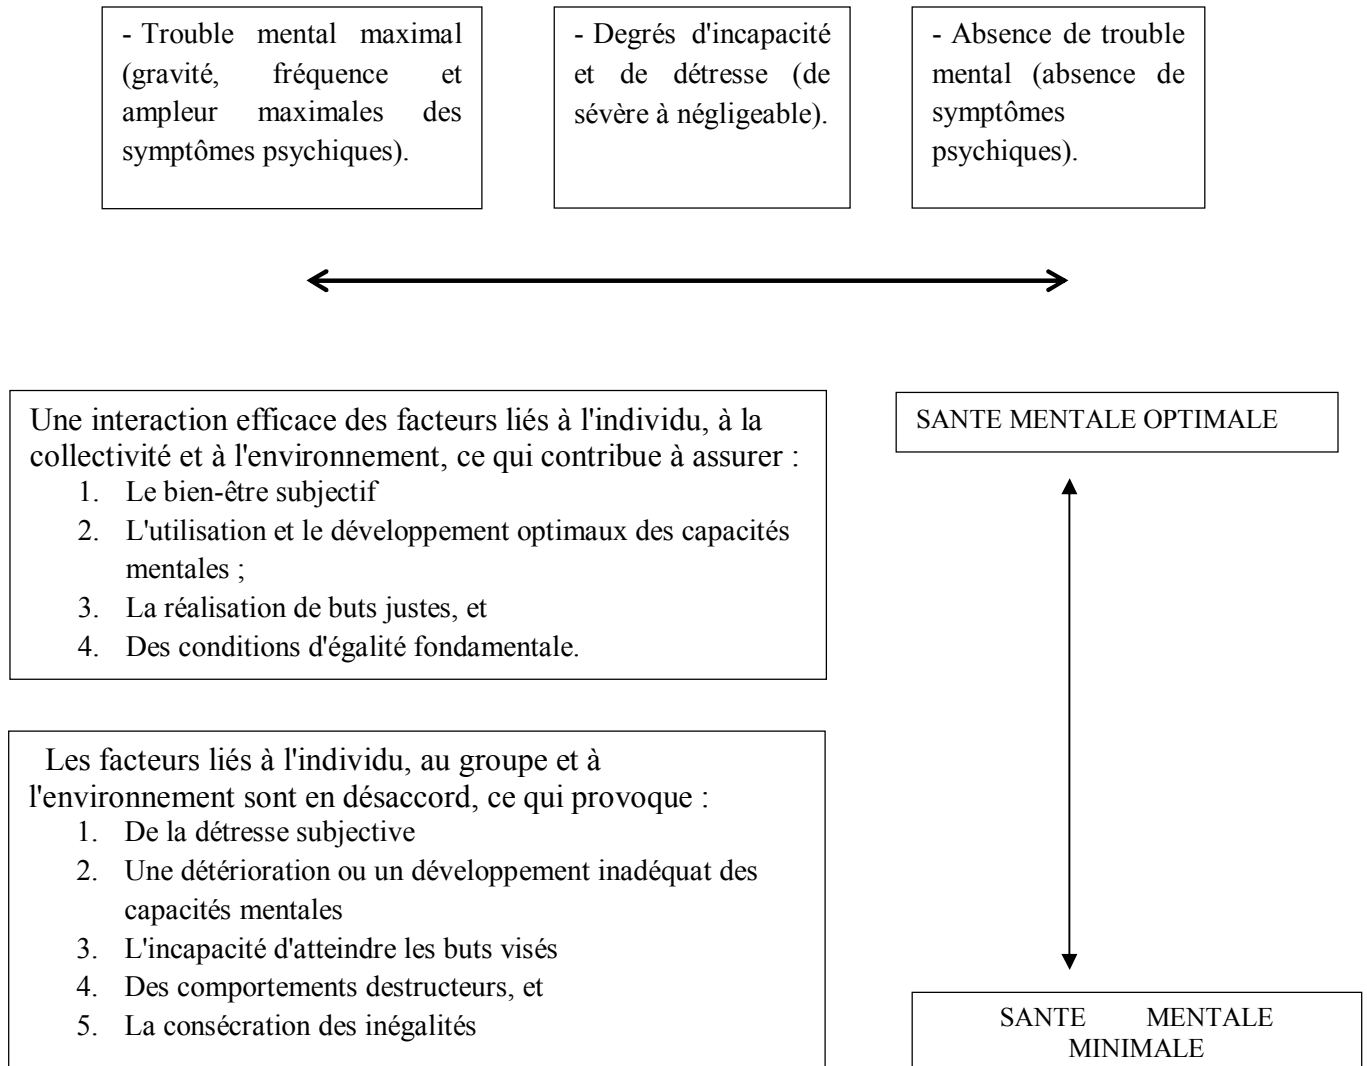 - Trouble mental maximal
(gravité, fréquence et
ampleur maximales des
symptômes psychiques).
- Degrés d'incapacité
et de détresse (de
sévère à négligeable).
- Absence de trouble
mental (absence de
symptômes
psychiques).
Une interaction efficace des facteurs liés à l'individu, à la
collectivité et à l'environnement, ce qui contribue à assurer :
1. Le bien-être subjectif
2. L'utilisation et le développement optimaux des capacités
mentales ;
3. La réalisation de buts justes, et
4. Des conditions d'égalité fondamentale.
SANTE MENTALE OPTIMALE
Les facteurs liés à l'individu, au groupe et à
l'environnement sont en désaccord, ce qui provoque :
1. De la détresse subjective
2. Une détérioration ou un développement inadéquat des
capacités mentales
3. L'incapacité d'atteindre les buts visés
4. Des comportements destructeurs, et
5. La consécration des inégalités
SANTE MENTALE
MINIMALE